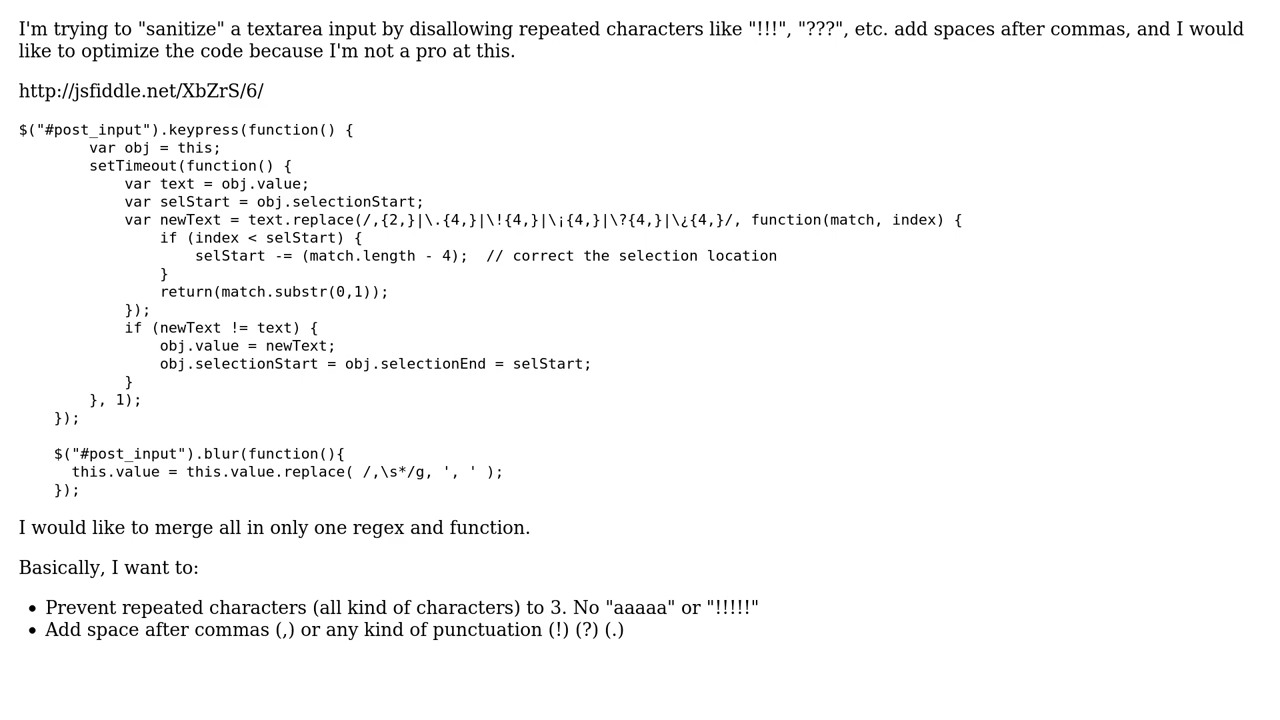 I'm trying to "sanitize" a textarea input by disallowing repeated characters like "!!!", "???", etc. add spaces after commas, and I would
like to optimize the code because I'm not a pro at this.
http://jsfiddle.net/XbZrS/6/
$("#post_input").keypress(function() {
        var obj = this;
        setTimeout(function() {
            var text = obj.value;
            var selStart = obj.selectionStart;
            var newText = text.replace(/,{2,}|\.{4,}|\!{4,}|\¡{4,}|\?{4,}|\¿{4,}/, function(match, index) {
                if (index < selStart) {
                    selStart -= (match.length - 4);  // correct the selection location
                }
                return(match.substr(0,1));
            });
            if (newText != text) {
                obj.value = newText;
                obj.selectionStart = obj.selectionEnd = selStart;
            }
        }, 1);
    });
    $("#post_input").blur(function(){
      this.value = this.value.replace( /,\s*/g, ', ' );
    });
I would like to merge all in only one regex and function.
Basically, I want to:
• Prevent repeated characters (all kind of characters) to 3. No "aaaaa" or "!!!!!"
• Add space after commas (,) or any kind of punctuation (!) (?) (.)